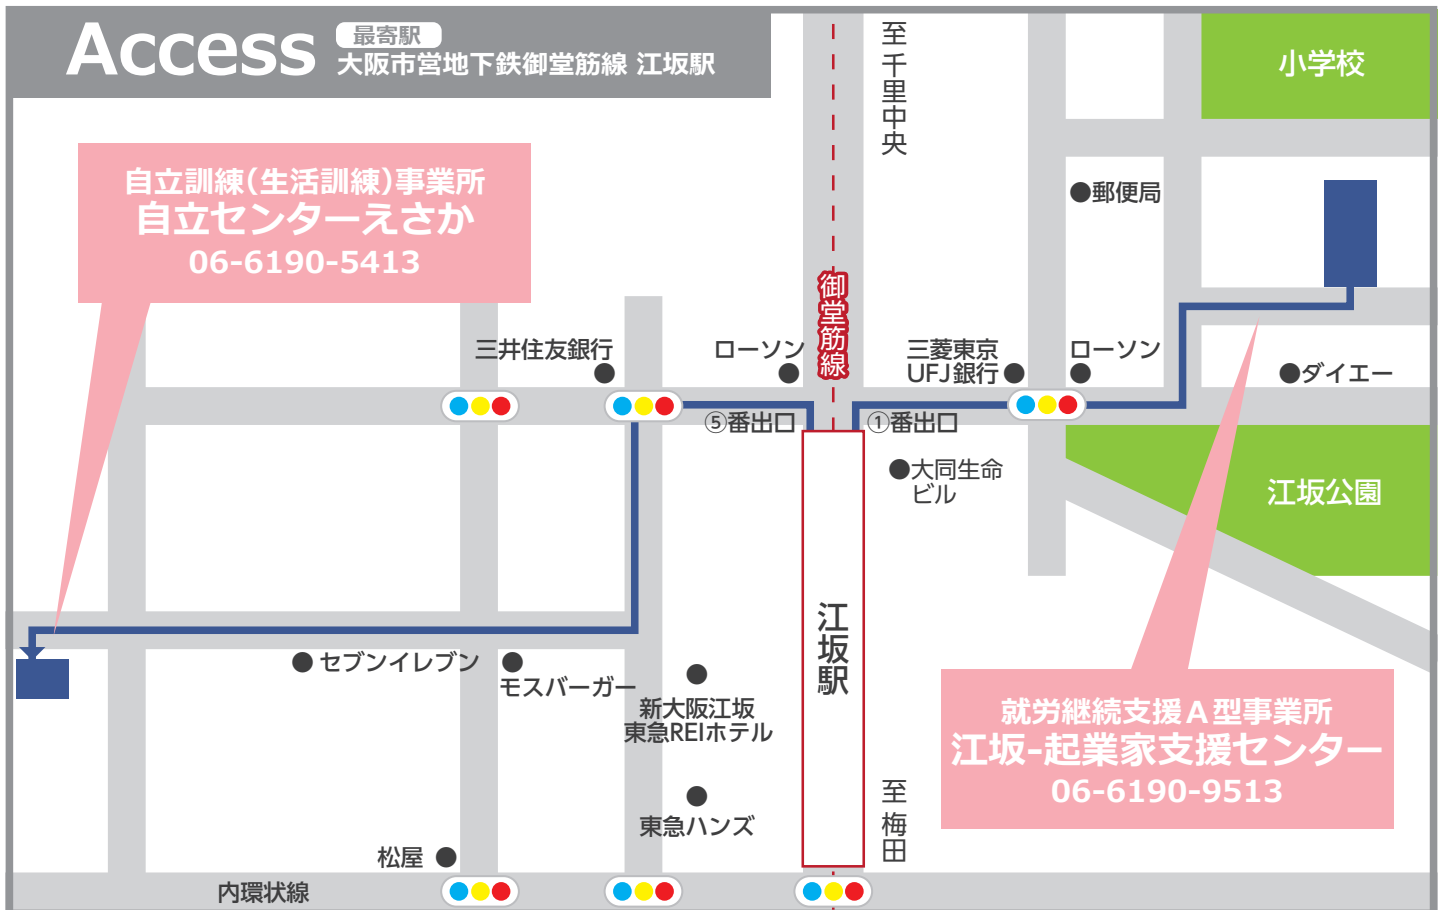 Access
最寄駅
大阪市営地下鉄御堂筋線 江坂駅
至 千里中央
小学校
自立訓練(生活訓練)事業所
自立センターえさか
06-6190-5413
●郵便局
御堂筋線
三井住友銀行
ローソン
三菱東京
UFJ銀行
ローソン
●ダイエー
⑤番出口
①番出口
●大同生命
ビル
江坂公園
江坂駅
セブンイレブン
モスバーガー
新大阪江坂
東急REIホテル
就労継続支援A型事業所
江坂-起業家支援センター
06-6190-9513
至 梅田
東急ハンズ
松屋
内環状線